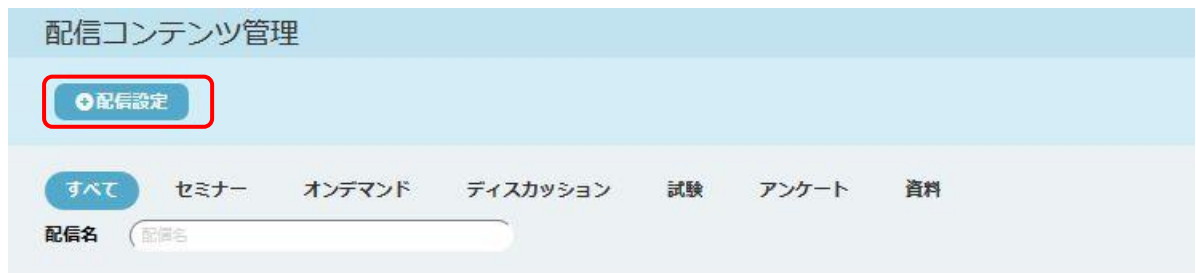 配信コンテンツ管理
配信設定
すべて セミナー オンデマンド ディスカッション 試験 アンケート 資料
配信名 配信名